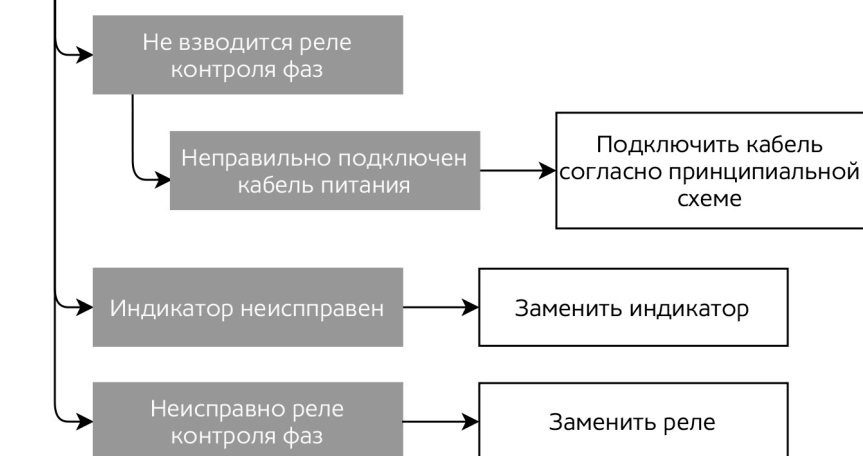 Не взводится реле
контроля фаз
Неправильно подключен
кабель питания
Подключить кабель
согласно принципиальной
схеме
Индикатор неиспправен
Заменить индикатор
Неисправно реле
контроля фаз
Заменить реле